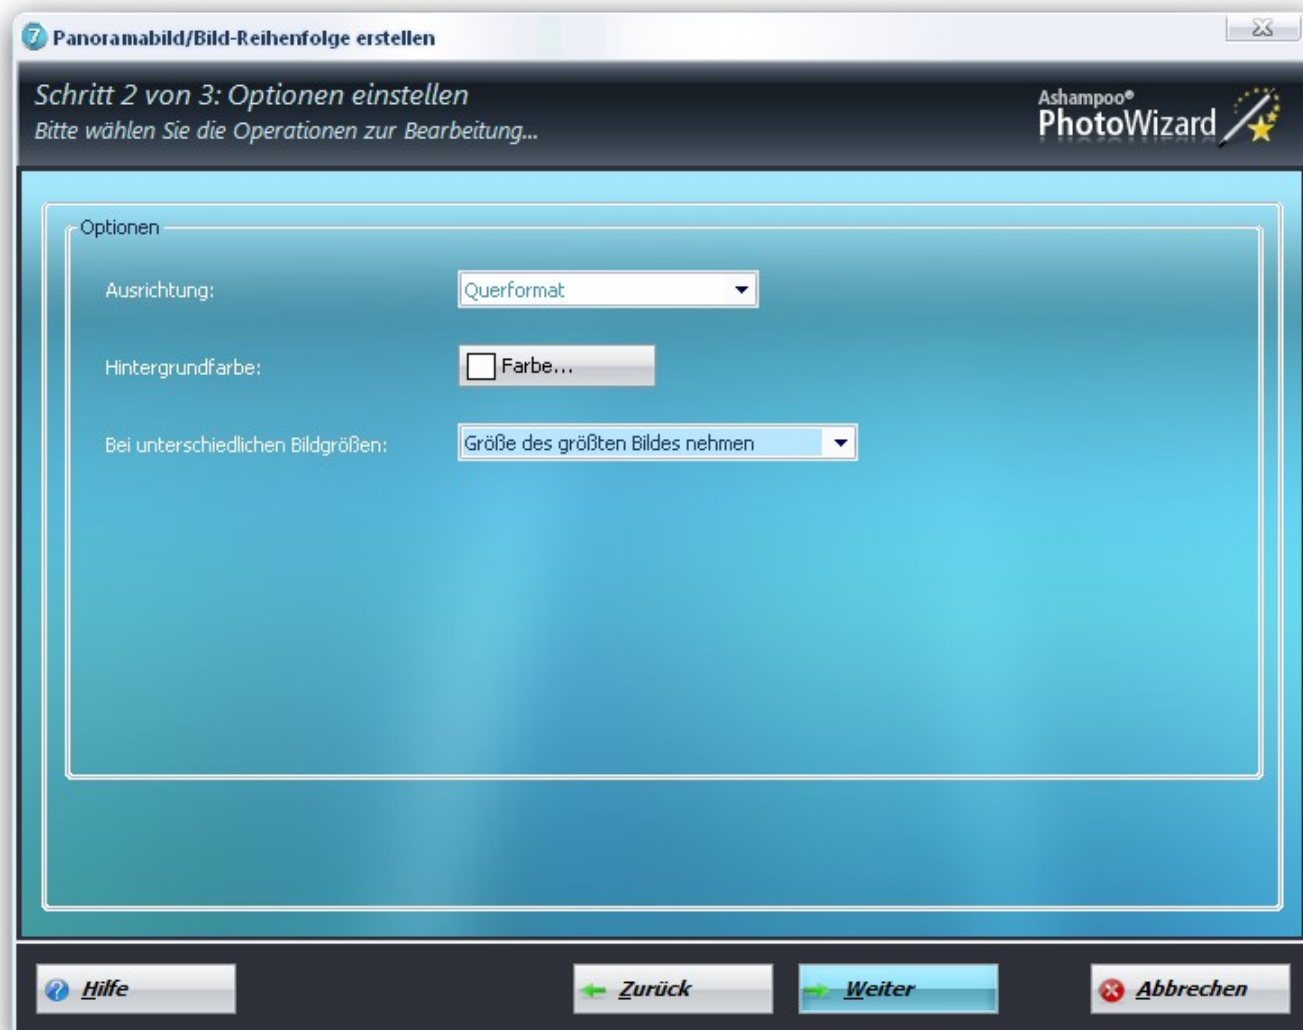 7 Panoramabild/Bild-Reihenfolge erstellen
Schritt 2 von 3: Optionen einstellen
Bitte wählen Sie die Operationen zur Bearbeitung...
Ashampoo®
PhotoWizard
Optionen
Ausrichtung: Querformat
Hintergrundfarbe: Farbe...
Bei unterschiedlichen Bildgrößen: Größe des größten Bildes nehmen
? Hilfe Zurück Weiter Abbrechen